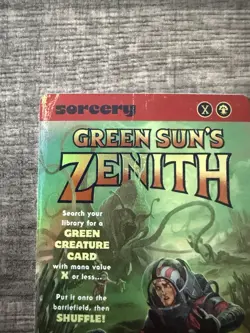 sorcery X
GREEN SUN'S
ZENITH
Search your
library for a
GREEN
CREATURE
CARD
with mana value
X or less....
Put it onto the
battlefield, then
SHUFFLE!